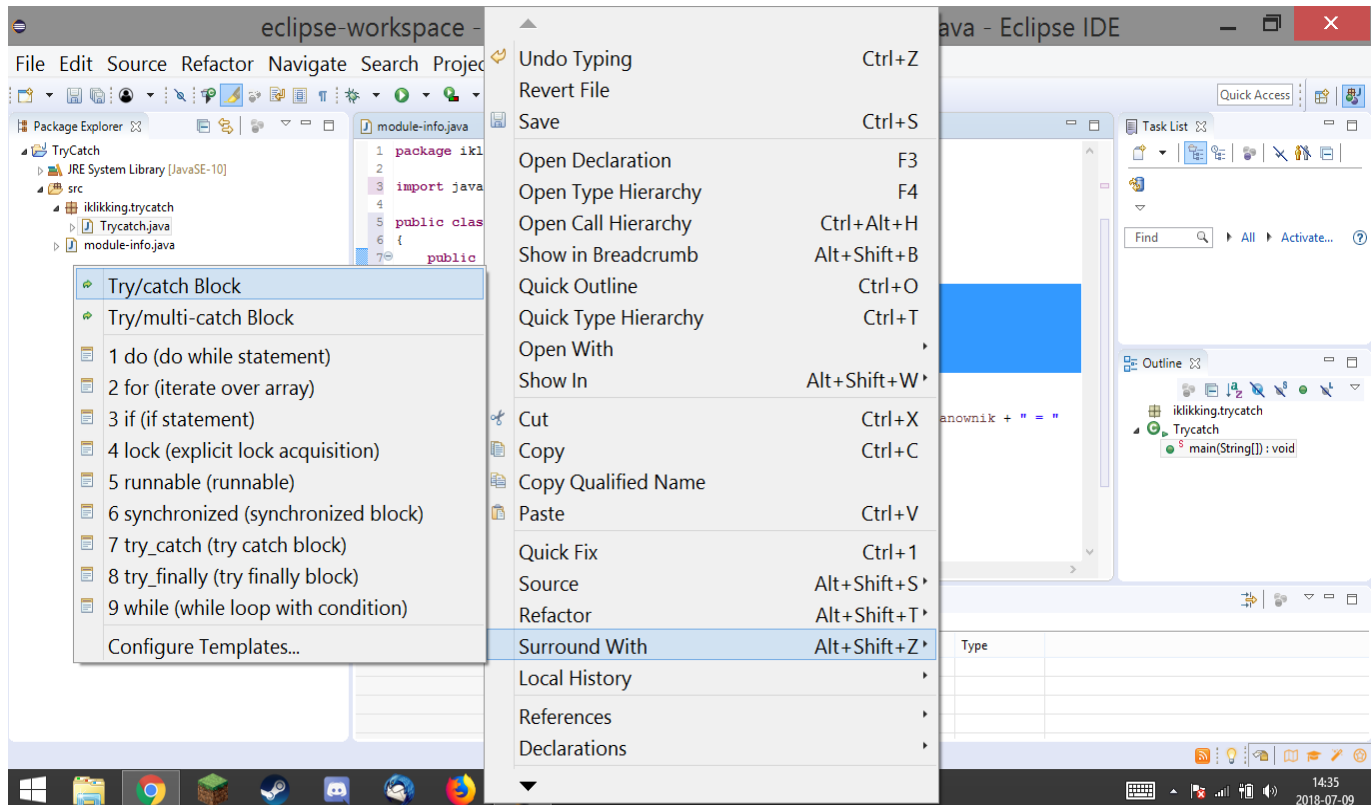 eclipse-workspace -
ava - Eclipse IDE
File Edit Source Refactor Navigate Search Projec
Quick Access
Package Explorer
TryCatch
JRE System Library [JavaSE-10]
src
iklikking.trycatch
Trycatch.java
module-info.java
module-info.java
1 package ikl
2
3 import java
4
5 public clas
6 {
7 public
anownik + " = "
Try/catch Block
Try/multi-catch Block
1 do (do while statement)
2 for (iterate over array)
3 if (if statement)
4 lock (explicit lock acquisition)
5 runnable (runnable)
6 synchronized (synchronized block)
7 try_catch (try catch block)
8 try_finally (try finally block)
9 while (while loop with condition)
Configure Templates...
Undo Typing Ctrl+Z
Revert File
Save Ctrl+S
Open Declaration F3
Open Type Hierarchy F4
Open Call Hierarchy Ctrl+Alt+H
Show in Breadcrumb Alt+Shift+B
Quick Outline Ctrl+O
Quick Type Hierarchy Ctrl+T
Open With
Show In Alt+Shift+W
Cut Ctrl+X
Copy Ctrl+C
Copy Qualified Name
Paste Ctrl+V
Quick Fix Ctrl+1
Source Alt+Shift+S
Refactor Alt+Shift+T
Surround With Alt+Shift+Z
Local History
References
Declarations
Task List
Find All Activate...
Outline
iklikking.trycatch
Trycatch
main(String[]) : void
Type
14:35
2018-07-09